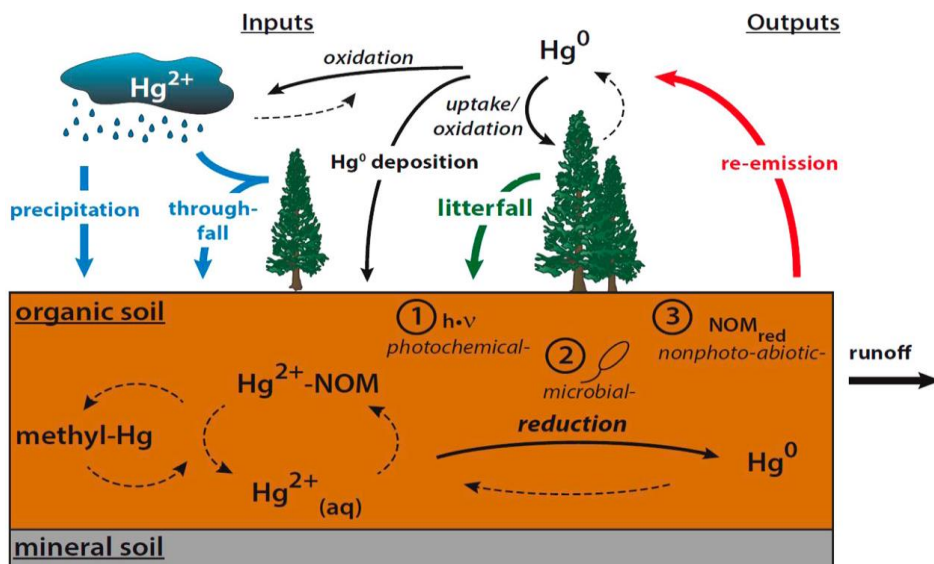 Inputs
Outputs
Hg⁰
oxidation
Hg²⁺
uptake/
oxidation
Hg⁰ deposition
re-emission
precipitation
through-
fall
litterfall
organic soil
1 h•ν
photochemical-
2
microbial-
3 NOMred
nonphoto-abiotic-
runoff
Hg²⁺-NOM
methyl-Hg
reduction
Hg²⁺(aq)
Hg⁰
mineral soil